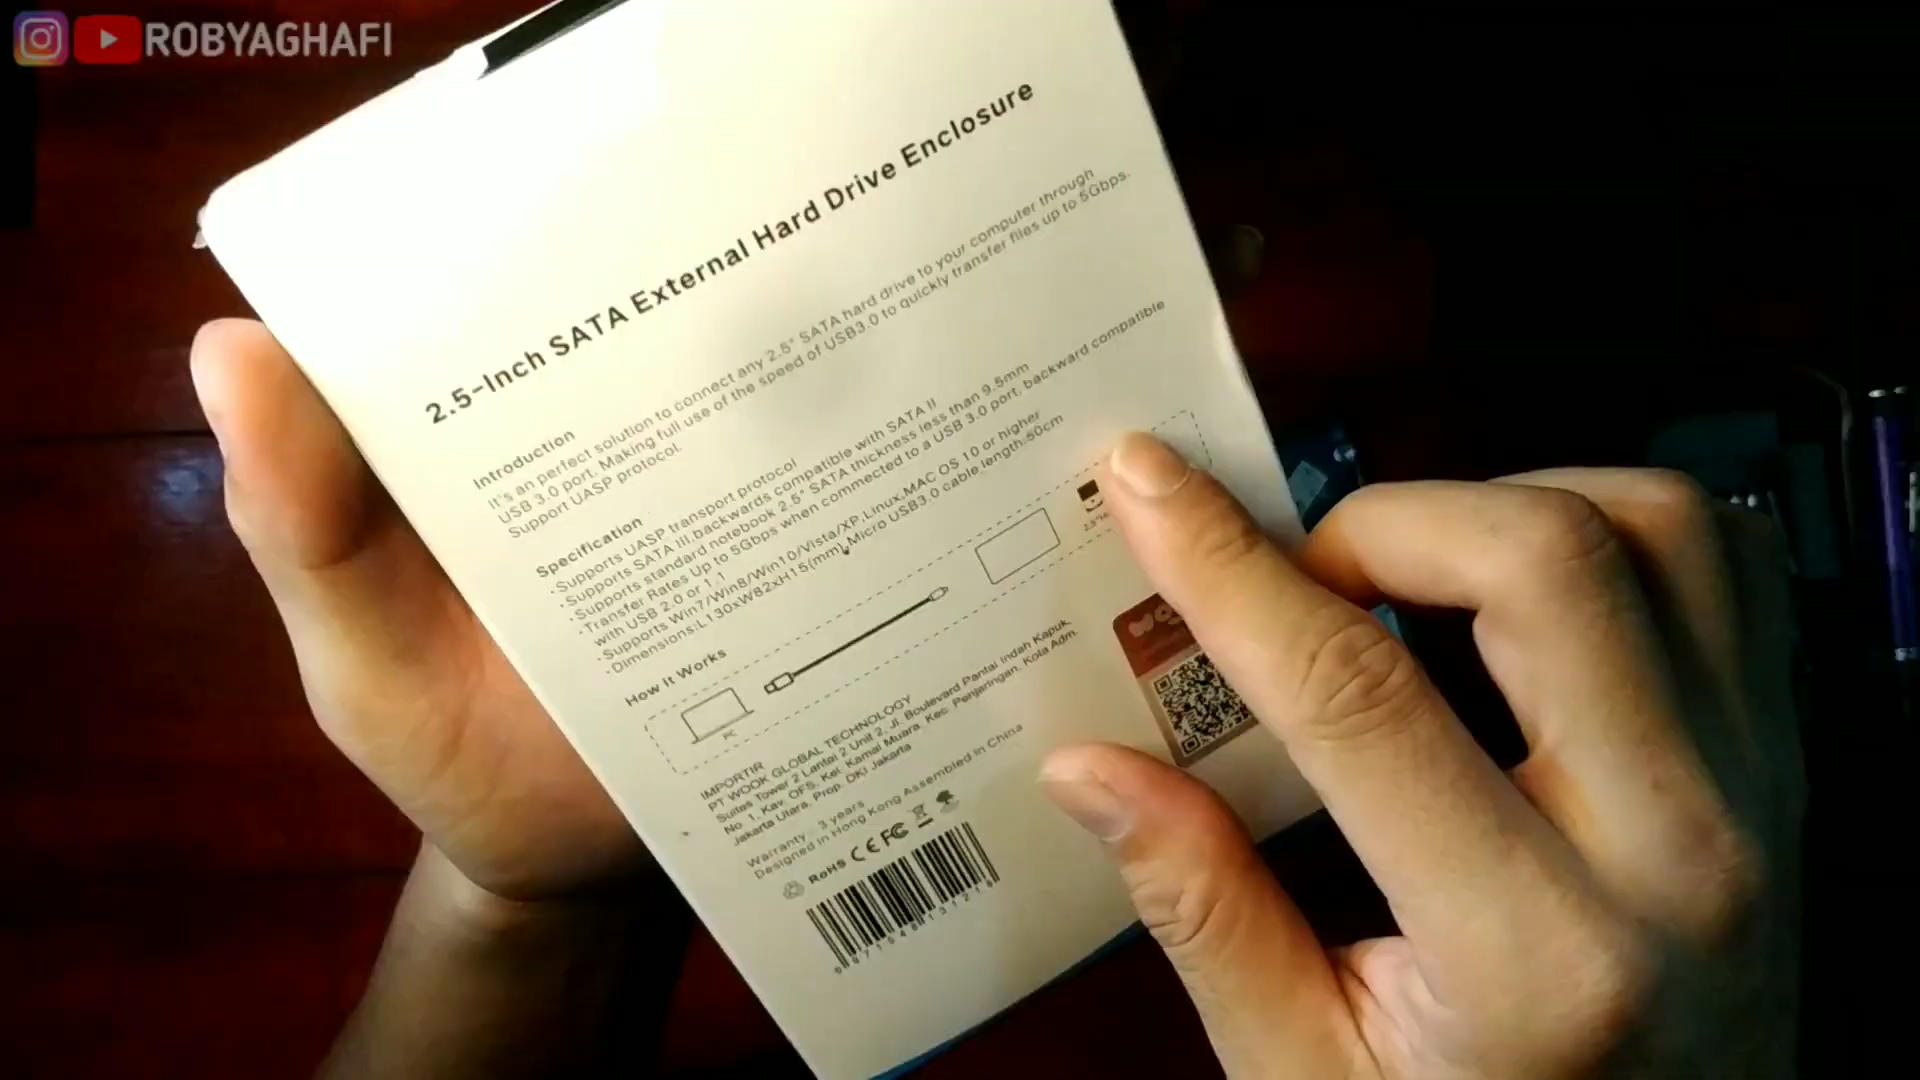 ROBYAGHAFI
2.5-Inch SATA External Hard Drive Enclosure
Introduction
It's an perfect solution to connect any 2.5" SATA hard drive to your computer through
USB 3.0 port. Making full use of the speed of USB3.0 to quickly transfer files up to 5Gbps.
Support UASP protocol.
Specification
·Supports UASP transport protocol
·Supports SATA III,backwards compatible with SATA II
·Supports standard notebook 2.5" SATA thickness less than 9.5mm
·Transfer Rates Up to 5Gbps when commected to a USB 3.0 port, backward compatible
with USB 2.0 or 1.1
·Supports Win7/Win8/Win10/Vista/XP,Linux,MAC OS 10 or higher
·Dimensions:L130xW82xH15(mm),Micro USB3.0 cable,length:50cm
How It Works
PC
IMPORTIR
PT WOOK GLOBAL TECHNOLOGY
Suites Tower 2 Lantai 2 Unit 2, Jl. Boulevard Pantai Indah Kapuk,
No. 1, Kav. OFS, Kel. Kamal Muara, Kec. Penjaringan, Kota Adm.
Jakarta Utara, Prop. DKI Jakarta
Warranty 3 years
Designed in Hong Kong Assembled in China
RoHS CE FC